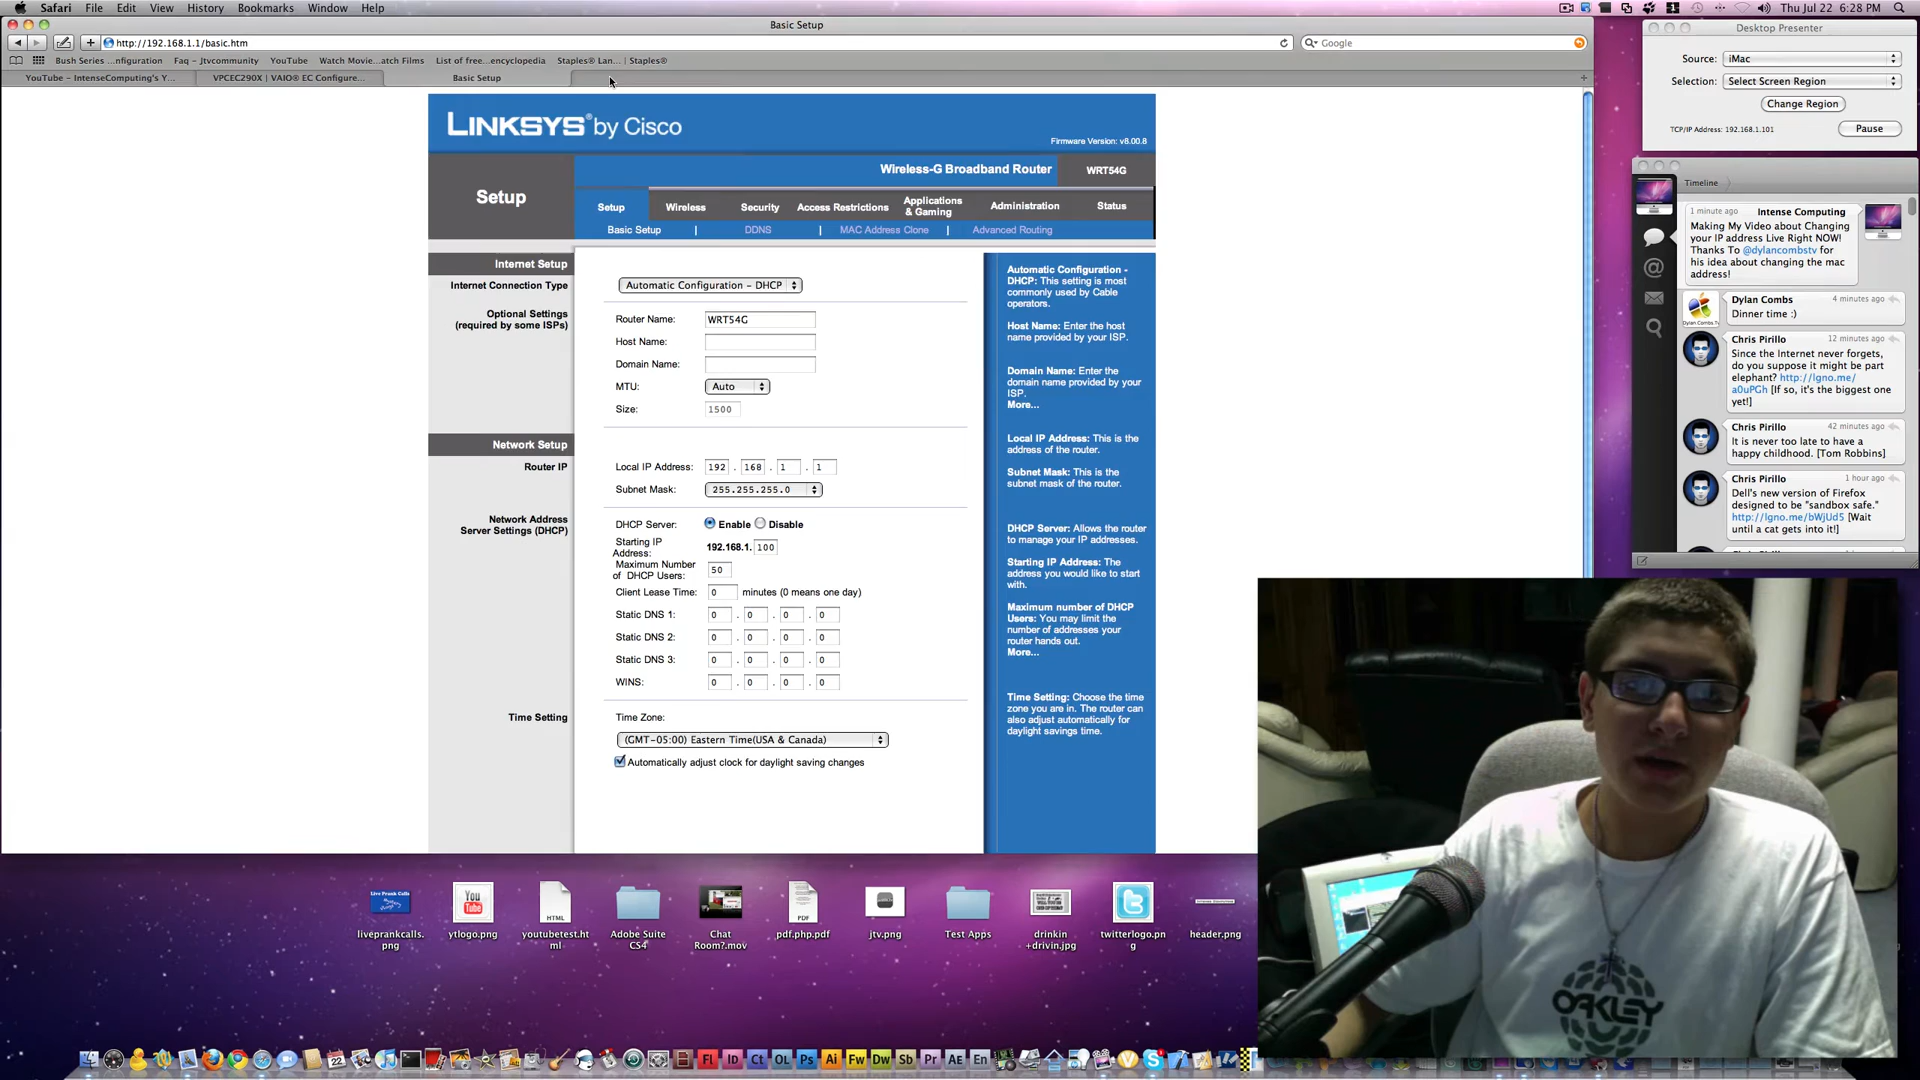 Safari File Edit View History Bookmarks Window Help
Thu Jul 22 6:28 PM
Basic Setup
http://192.168.1.1/basic.htm
Google
Bush Series ...nfiguration Faq – Jtvcommunity YouTube Watch Movie...atch Films List of free...encyclopedia Staples® Lan... | Staples®
YouTube – IntenseComputing's Y... VPCEC290X | VAIO® EC Configure... Basic Setup
LINKSYS® by Cisco
Firmware Version: v8.00.8
Wireless-G Broadband Router WRT54G
Setup
Setup Wireless Security Access Restrictions Applications & Gaming Administration Status
Basic Setup | DDNS | MAC Address Clone | Advanced Routing
Internet Setup
Internet Connection Type
Automatic Configuration – DHCP
Optional Settings
(required by some ISPs)
Router Name: WRT54G
Host Name:
Domain Name:
MTU: Auto
Size: 1500
Network Setup
Router IP
Local IP Address: 192 . 168 . 1 . 1
Subnet Mask: 255.255.255.0
Network Address
Server Settings (DHCP)
DHCP Server: Enable Disable
Starting IP
Address: 192.168.1. 100
Maximum Number
of DHCP Users: 50
Client Lease Time: 0 minutes (0 means one day)
Static DNS 1: 0 . 0 . 0 . 0
Static DNS 2: 0 . 0 . 0 . 0
Static DNS 3: 0 . 0 . 0 . 0
WINS: 0 . 0 . 0 . 0
Time Setting
Time Zone:
(GMT–05:00) Eastern Time(USA & Canada)
Automatically adjust clock for daylight saving changes
Automatic Configuration -
DHCP: This setting is most
commonly used by Cable
operators.
Host Name: Enter the host
name provided by your ISP.
Domain Name: Enter the
domain name provided by your
ISP.
More...
Local IP Address: This is the
address of the router.
Subnet Mask: This is the
subnet mask of the router.
DHCP Server: Allows the router
to manage your IP addresses.
Starting IP Address: The
address you would like to start
with.
Maximum number of DHCP
Users: You may limit the
number of addresses your
router hands out.
More...
Time Setting: Choose the time
zone you are in. The router can
also adjust automatically for
daylight savings time.
Desktop Presenter
Source: iMac
Selection: Select Screen Region
Change Region
TCP/IP Address: 192.168.1.101 Pause
Timeline
1 minute ago Intense Computing
Making My Video about Changing
your IP address Live Right NOW!
Thanks To @dylancombstv for
his idea about changing the mac
address!
Dylan Combs 4 minutes ago
Dinner time :)
Chris Pirillo 12 minutes ago
Since the Internet never forgets,
do you suppose it might be part
elephant? http://lgno.me/
a0uPGh [If so, it's the biggest one
yet!]
Chris Pirillo 42 minutes ago
It is never too late to have a
happy childhood. [Tom Robbins]
Chris Pirillo 1 hour ago
Dell's new version of Firefox
designed to be "sandbox safe."
http://lgno.me/bWjUd5 [Wait
until a cat gets into it!]
liveprankcalls.
png
ytlogo.png
youtubetest.ht
ml
Adobe Suite
CS4
Chat
Room?.mov
pdf.php.pdf
jtv.png
Test Apps
drinkin
+drivin.jpg
twitterlogo.pn
g
header.png
OAKLEY
Fl Id Ct OL Ps Ai Fw Dw Sb Pr AE En